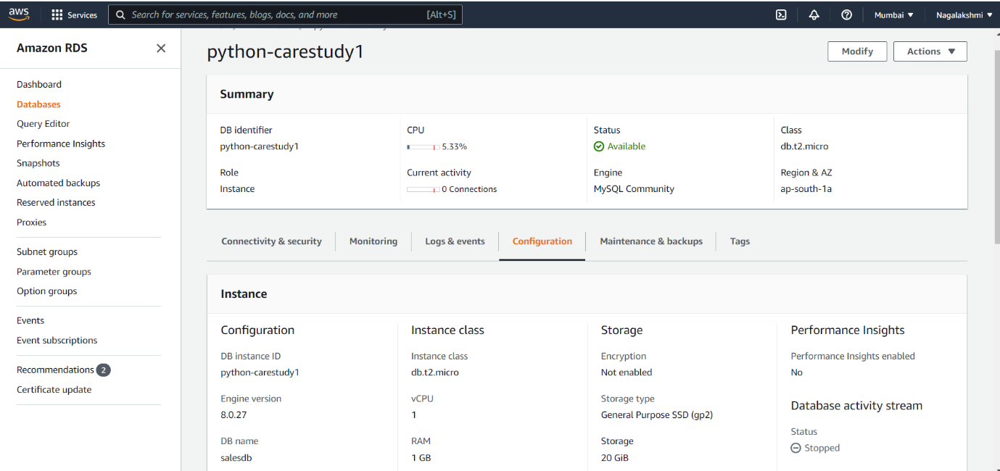 aws Services Search for services, features, blogs, docs, and more [Alt+S] Mumbai Nagalakshmi
Amazon RDS
Dashboard
Databases
Query Editor
Performance Insights
Snapshots
Automated backups
Reserved instances
Proxies
Subnet groups
Parameter groups
Option groups
Events
Event subscriptions
Recommendations 2
Certificate update
python-carestudy1
Modify Actions
Summary
DB identifier
python-carestudy1
Role
Instance
CPU
5.33%
Current activity
0 Connections
Status
Available
Engine
MySQL Community
Class
db.t2.micro
Region & AZ
ap-south-1a
Connectivity & security Monitoring Logs & events Configuration Maintenance & backups Tags
Instance
Configuration
DB instance ID
python-carestudy1
Engine version
8.0.27
DB name
salesdb
Instance class
Instance class
db.t2.micro
vCPU
1
RAM
1 GB
Storage
Encryption
Not enabled
Storage type
General Purpose SSD (gp2)
Storage
20 GiB
Performance Insights
Performance Insights enabled
No
Database activity stream
Status
Stopped